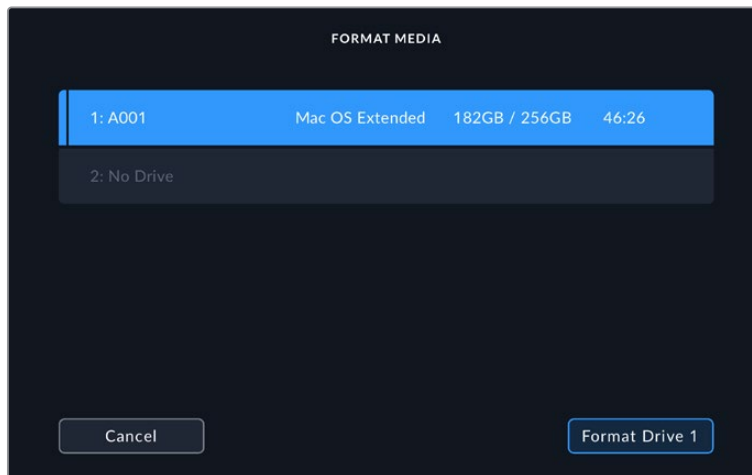 FORMAT MEDIA
1: A001 Mac OS Extended 182GB / 256GB 46:26
2: No Drive
Cancel Format Drive 1